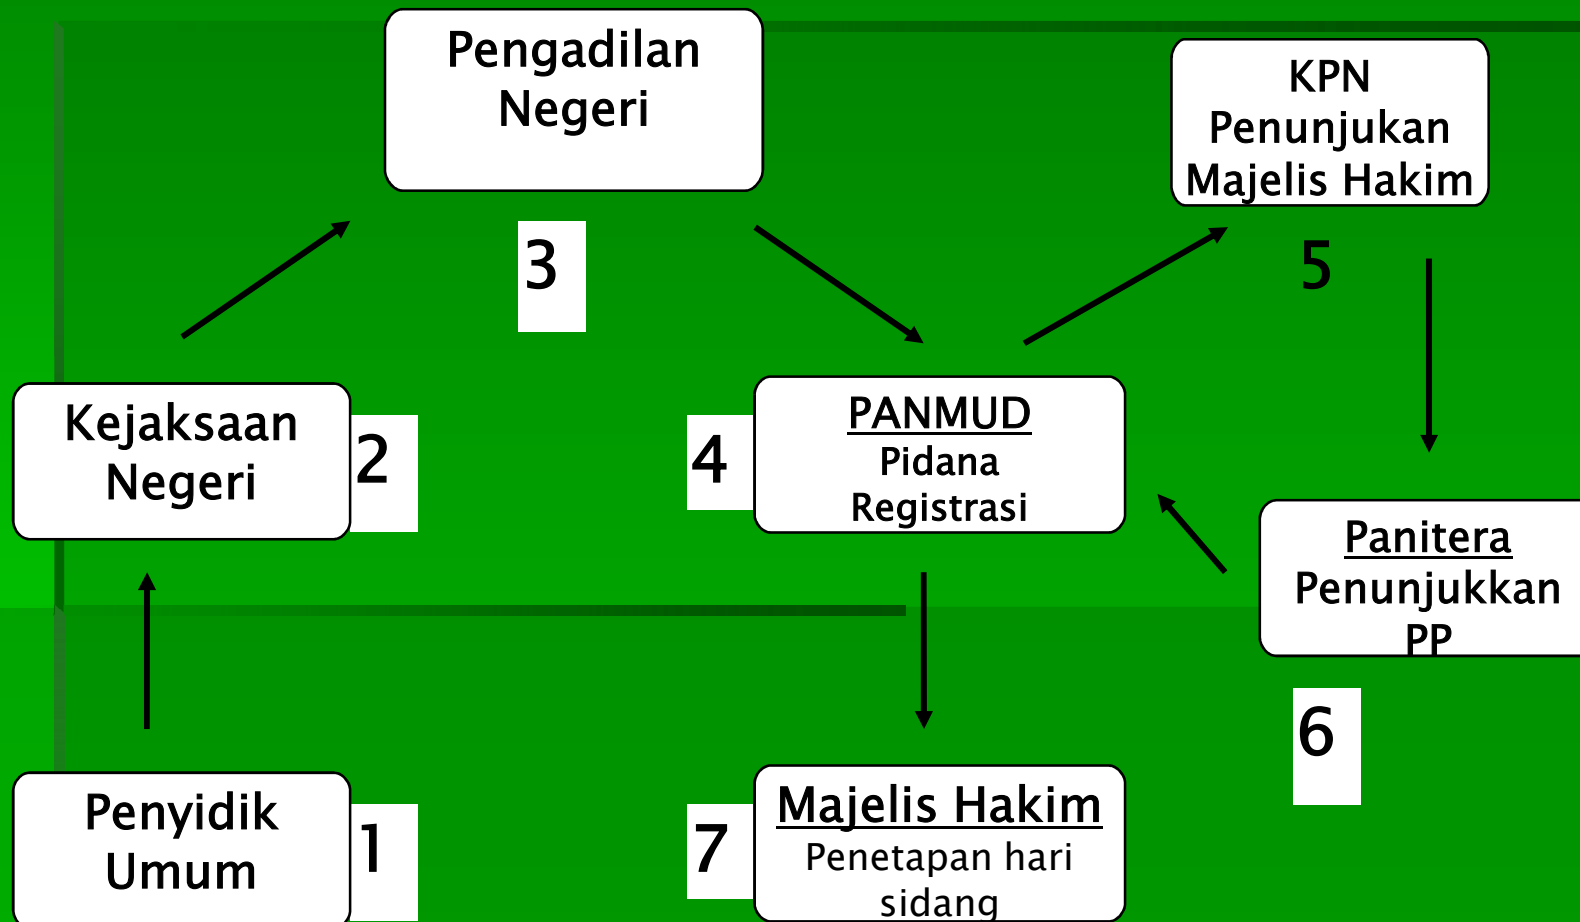 Pengadilan
Negeri
3
KPN
Penunjukan
Majelis Hakim
5
Kejaksaan
Negeri
2
4
PANMUD
Pidana
Registrasi
Panitera
Penunjukkan
PP
6
Penyidik
Umum
1
7
Majelis Hakim
Penetapan hari
sidang